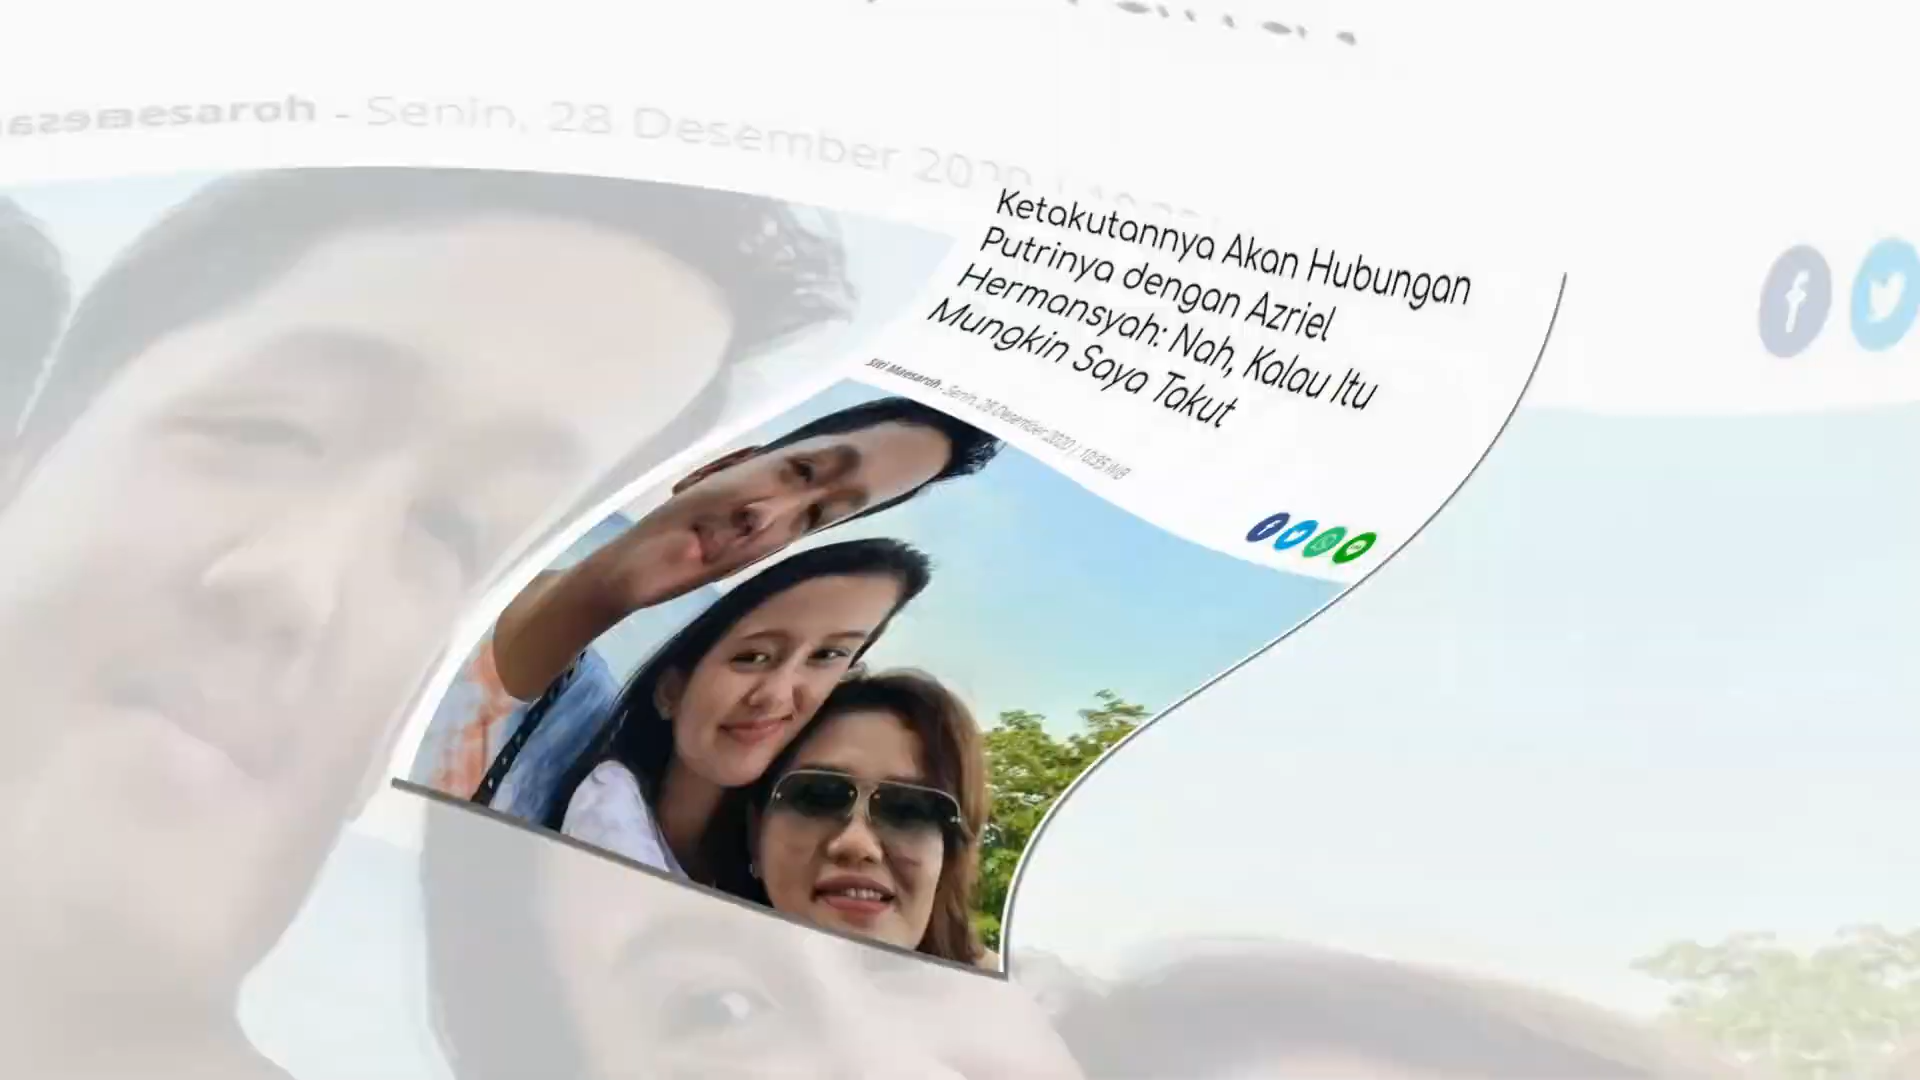 Ketakutannya Akan Hubungan
Putrinya dengan Azriel
Hermansyah: Nah, Kalau Itu
Mungkin Saya Takut
Siti Maesaroh - Senin, 28 Desember 2020 | 10:35 WIB
maesaroh - Senin, 28 Desember 2020